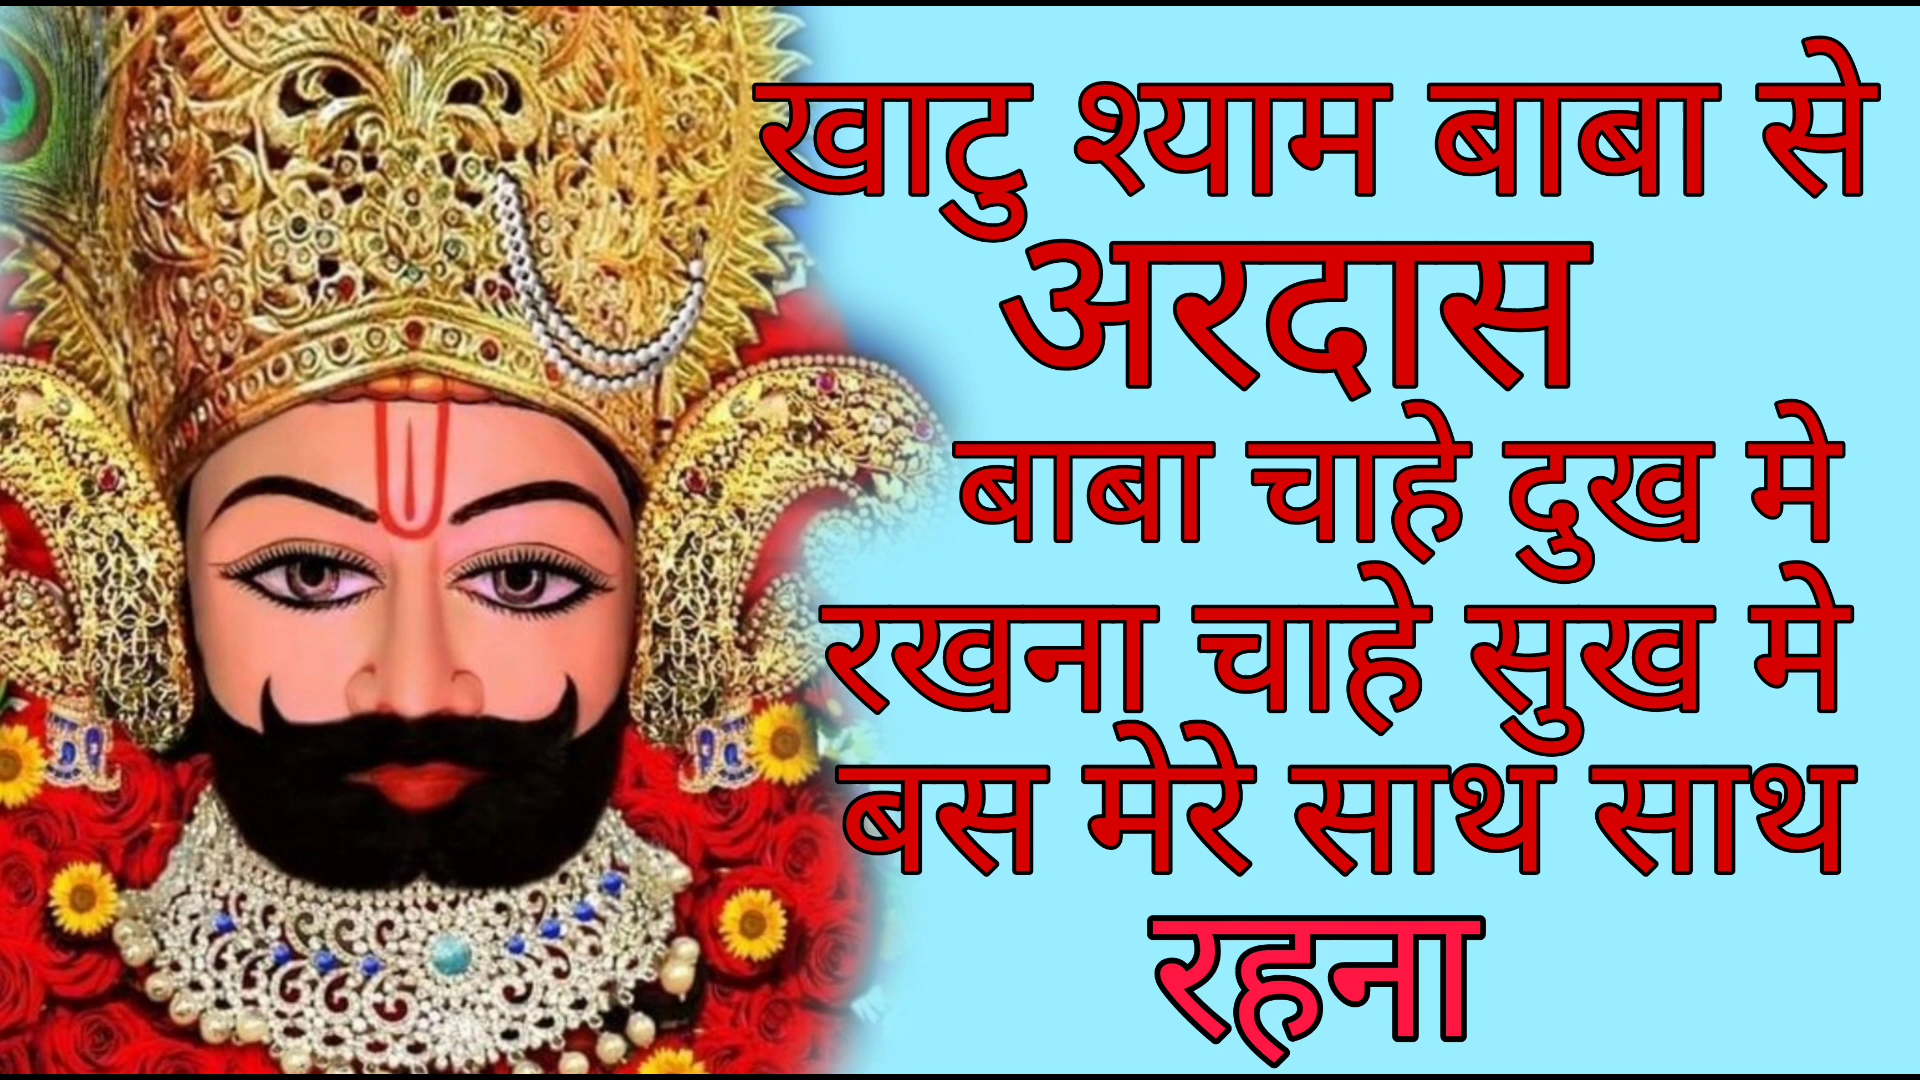 खाटु श्याम बाबा से
अरदास
बाबा चाहे दुख मे
रखना चाहे सुख मे
बस मेरे साथ साथ
रहना